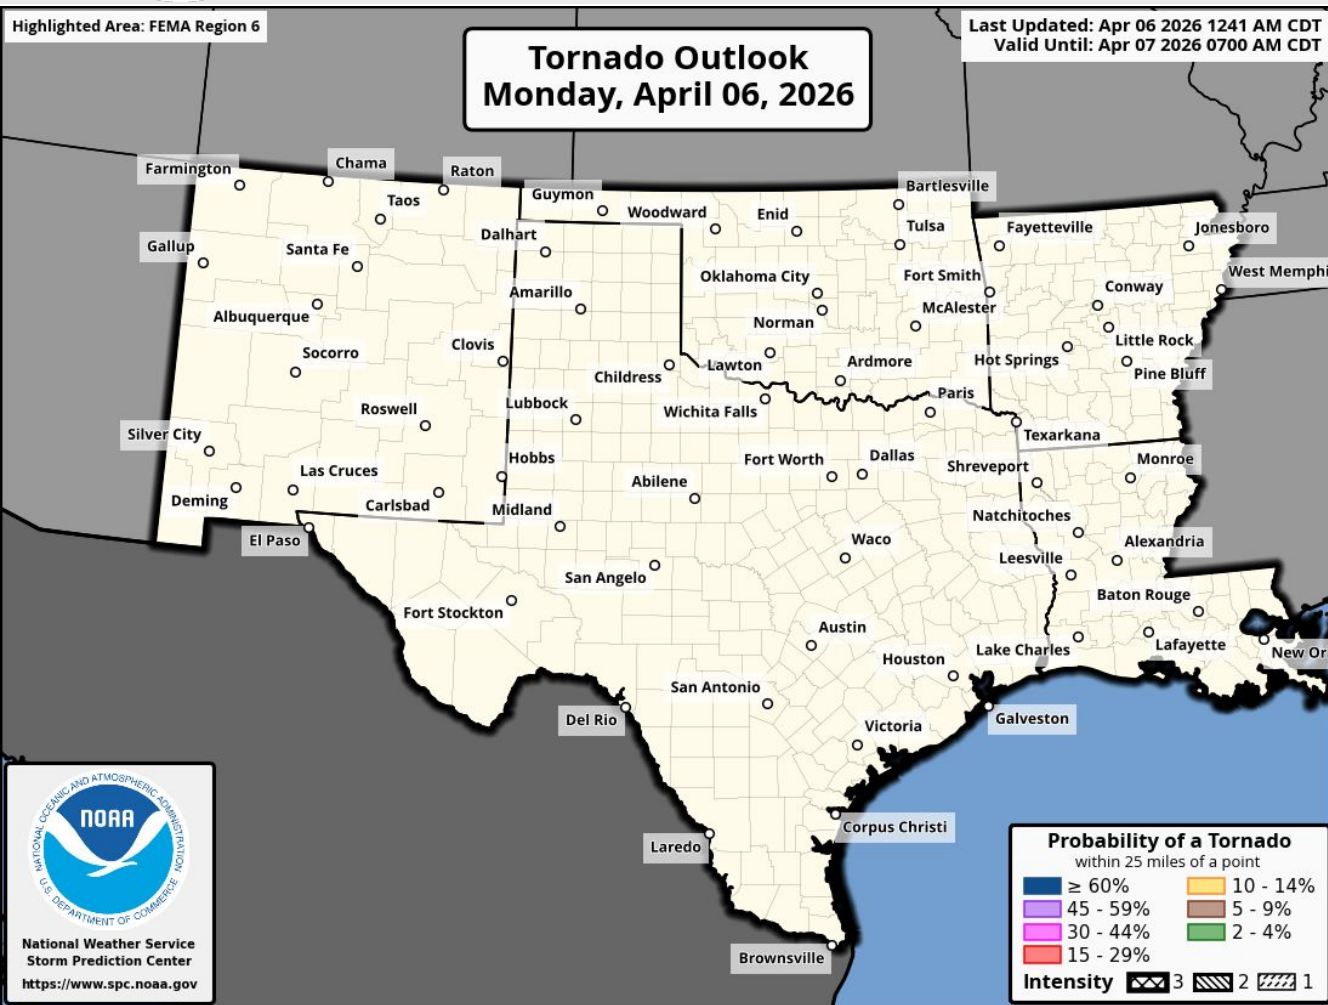 Highlighted Area: FEMA Region 6
Tornado Outlook
Monday, April 06, 2026
Last Updated: Apr 06 2026 1241 AM CDT
Valid Until: Apr 07 2026 0700 AM CDT
Farmington
Chama
Raton
Taos
Guymon
Woodward
Enid
Bartlesville
Tulsa
Fayetteville
Jonesboro
Gallup
Santa Fe
Dalhart
Oklahoma City
Fort Smith
West Memphi
Albuquerque
Amarillo
Norman
McAlester
Conway
Little Rock
Socorro
Clovis
Childress
Lawton
Ardmore
Hot Springs
Pine Bluff
Roswell
Lubbock
Wichita Falls
Paris
Texarkana
Silver City
Las Cruces
Hobbs
Abilene
Fort Worth
Dallas
Shreveport
Monroe
Deming
Carlsbad
Midland
Natchitoches
El Paso
San Angelo
Waco
Leesville
Alexandria
Fort Stockton
Austin
Baton Rouge
Houston
Lake Charles
Lafayette
New Or
San Antonio
Del Rio
Victoria
Galveston
Laredo
Corpus Christi
Brownsville
NATIONAL OCEANIC AND ATMOSPHERIC ADMINISTRATION
NOAA
U.S. DEPARTMENT OF COMMERCE
National Weather Service
Storm Prediction Center
https://www.spc.noaa.gov
Probability of a Tornado
within 25 miles of a point
≥ 60% 10 - 14%
45 - 59% 5 - 9%
30 - 44% 2 - 4%
15 - 29%
Intensity 3 2 1